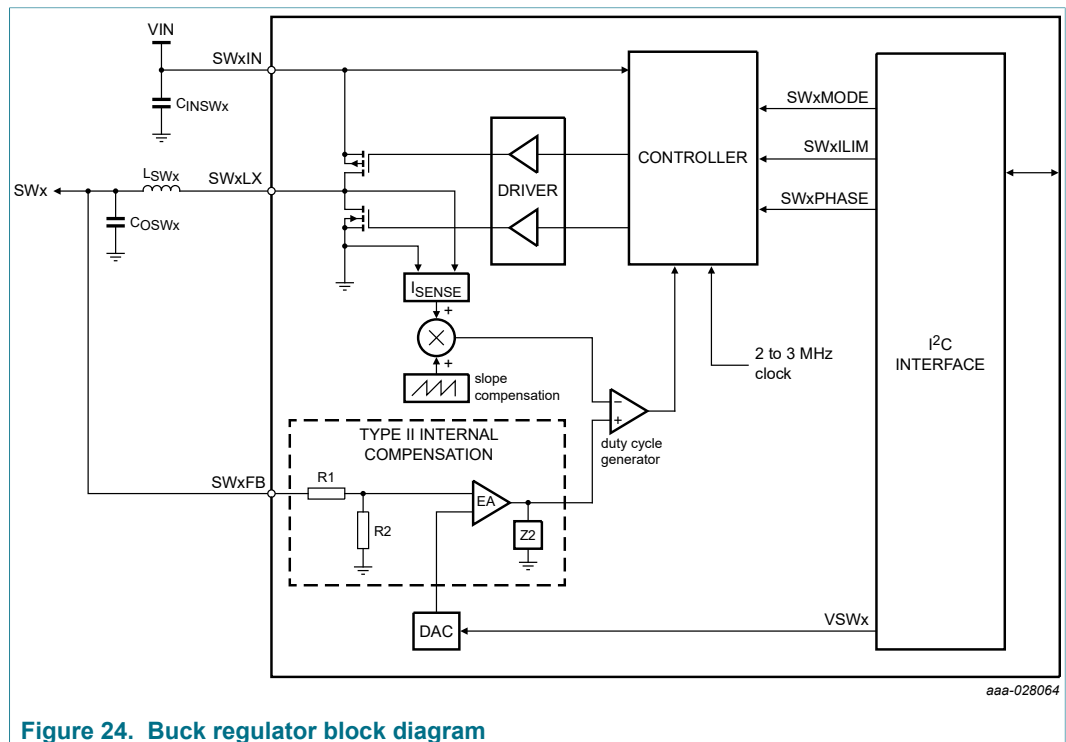 VIN
SWxIN
CINSWx
SWxMODE
SWxILIM
SWxPHASE
CONTROLLER
DRIVER
SWx
LSWx
SWxLX
COSWx
ISENSE
+
+
slope
compensation
2 to 3 MHz
clock
I2C
INTERFACE
−
+
duty cycle
generator
TYPE II INTERNAL
COMPENSATION
SWxFB
R1
R2
EA
Z2
DAC
VSWx
aaa-028064
Figure 24. Buck regulator block diagram